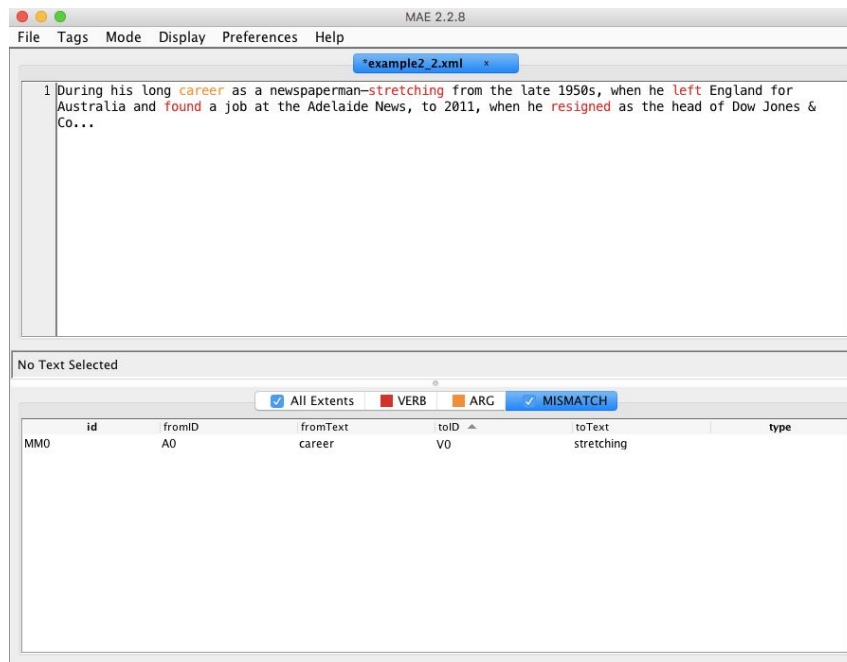 MAE 2.2.8
File Tags Mode Display Preferences Help
*example2_2.xml x
1 During his long career as a newspaperman—stretching from the late 1950s, when he left England for
Australia and found a job at the Adelaide News, to 2011, when he resigned as the head of Dow Jones &
Co...
No Text Selected
All Extents VERB ARG MISMATCH
id fromID fromText toID toText type
MM0 A0 career V0 stretching